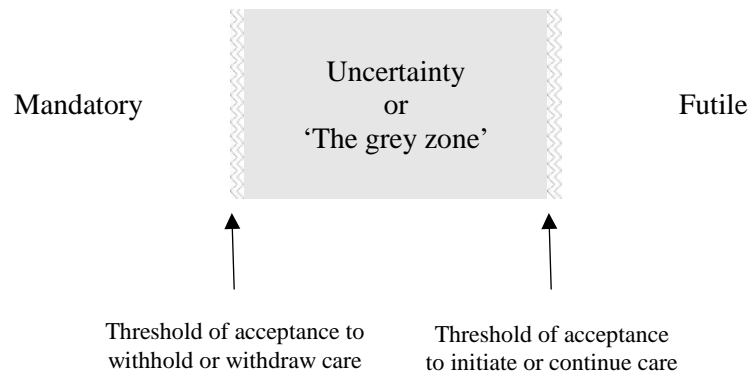 Uncertainty
or
Mandatory
‘The grey zone’
Futile
Threshold of acceptance to
withhold or withdraw care
Threshold of acceptance
to initiate or continue care